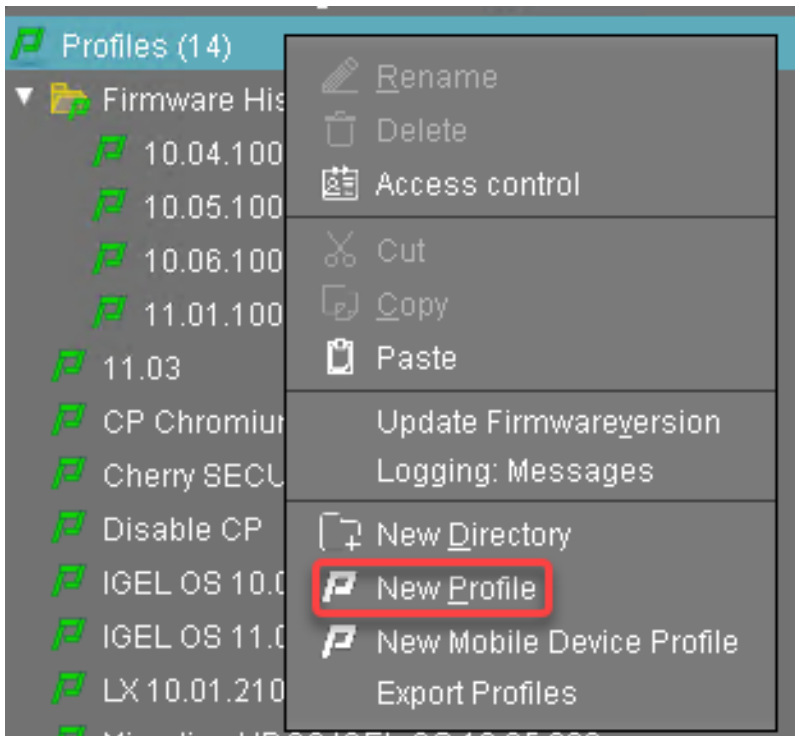 Profiles (14)
Firmware His
10.04.100
10.05.100
10.06.100
11.01.100
11.03
CP Chromiur
Cherry SECU
Disable CP
IGEL OS 10.0
IGEL OS 11.0
LX 10.01.210
Rename
Delete
Access control
Cut
Copy
Paste
Update Firmwareversion
Logging: Messages
New Directory
New Profile
New Mobile Device Profile
Export Profiles